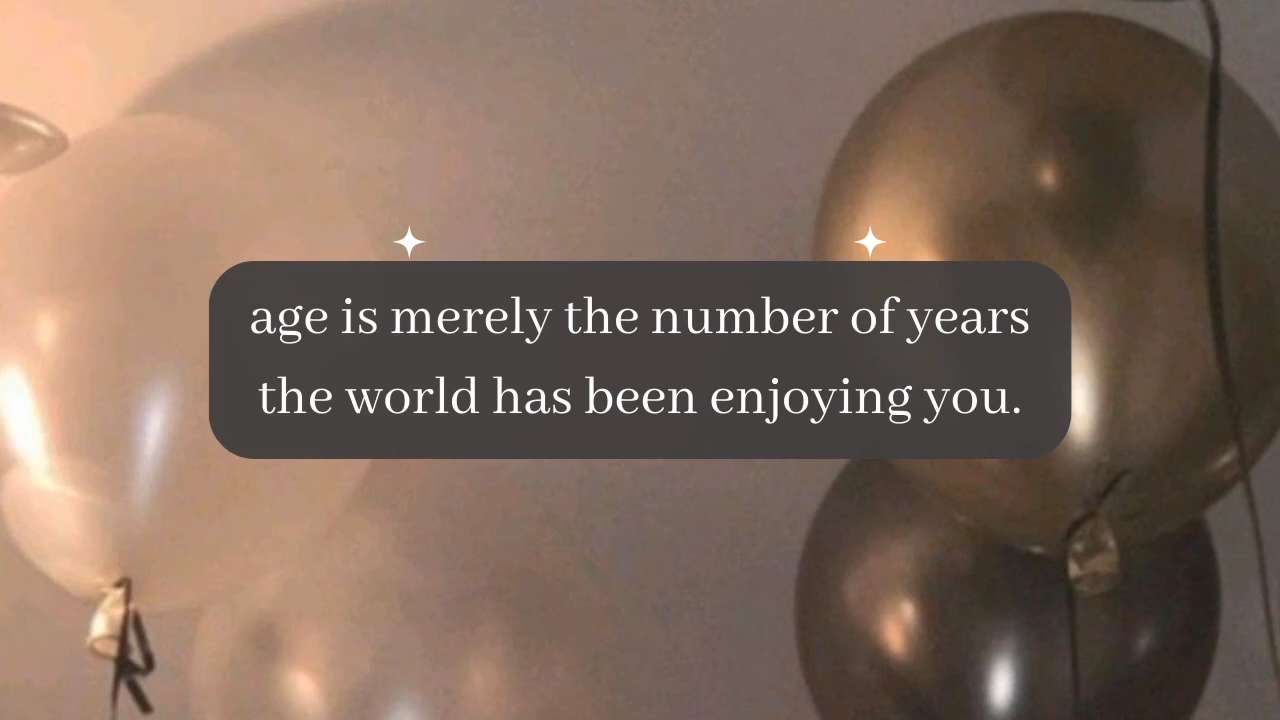 age is merely the number of years
the world has been enjoying you.